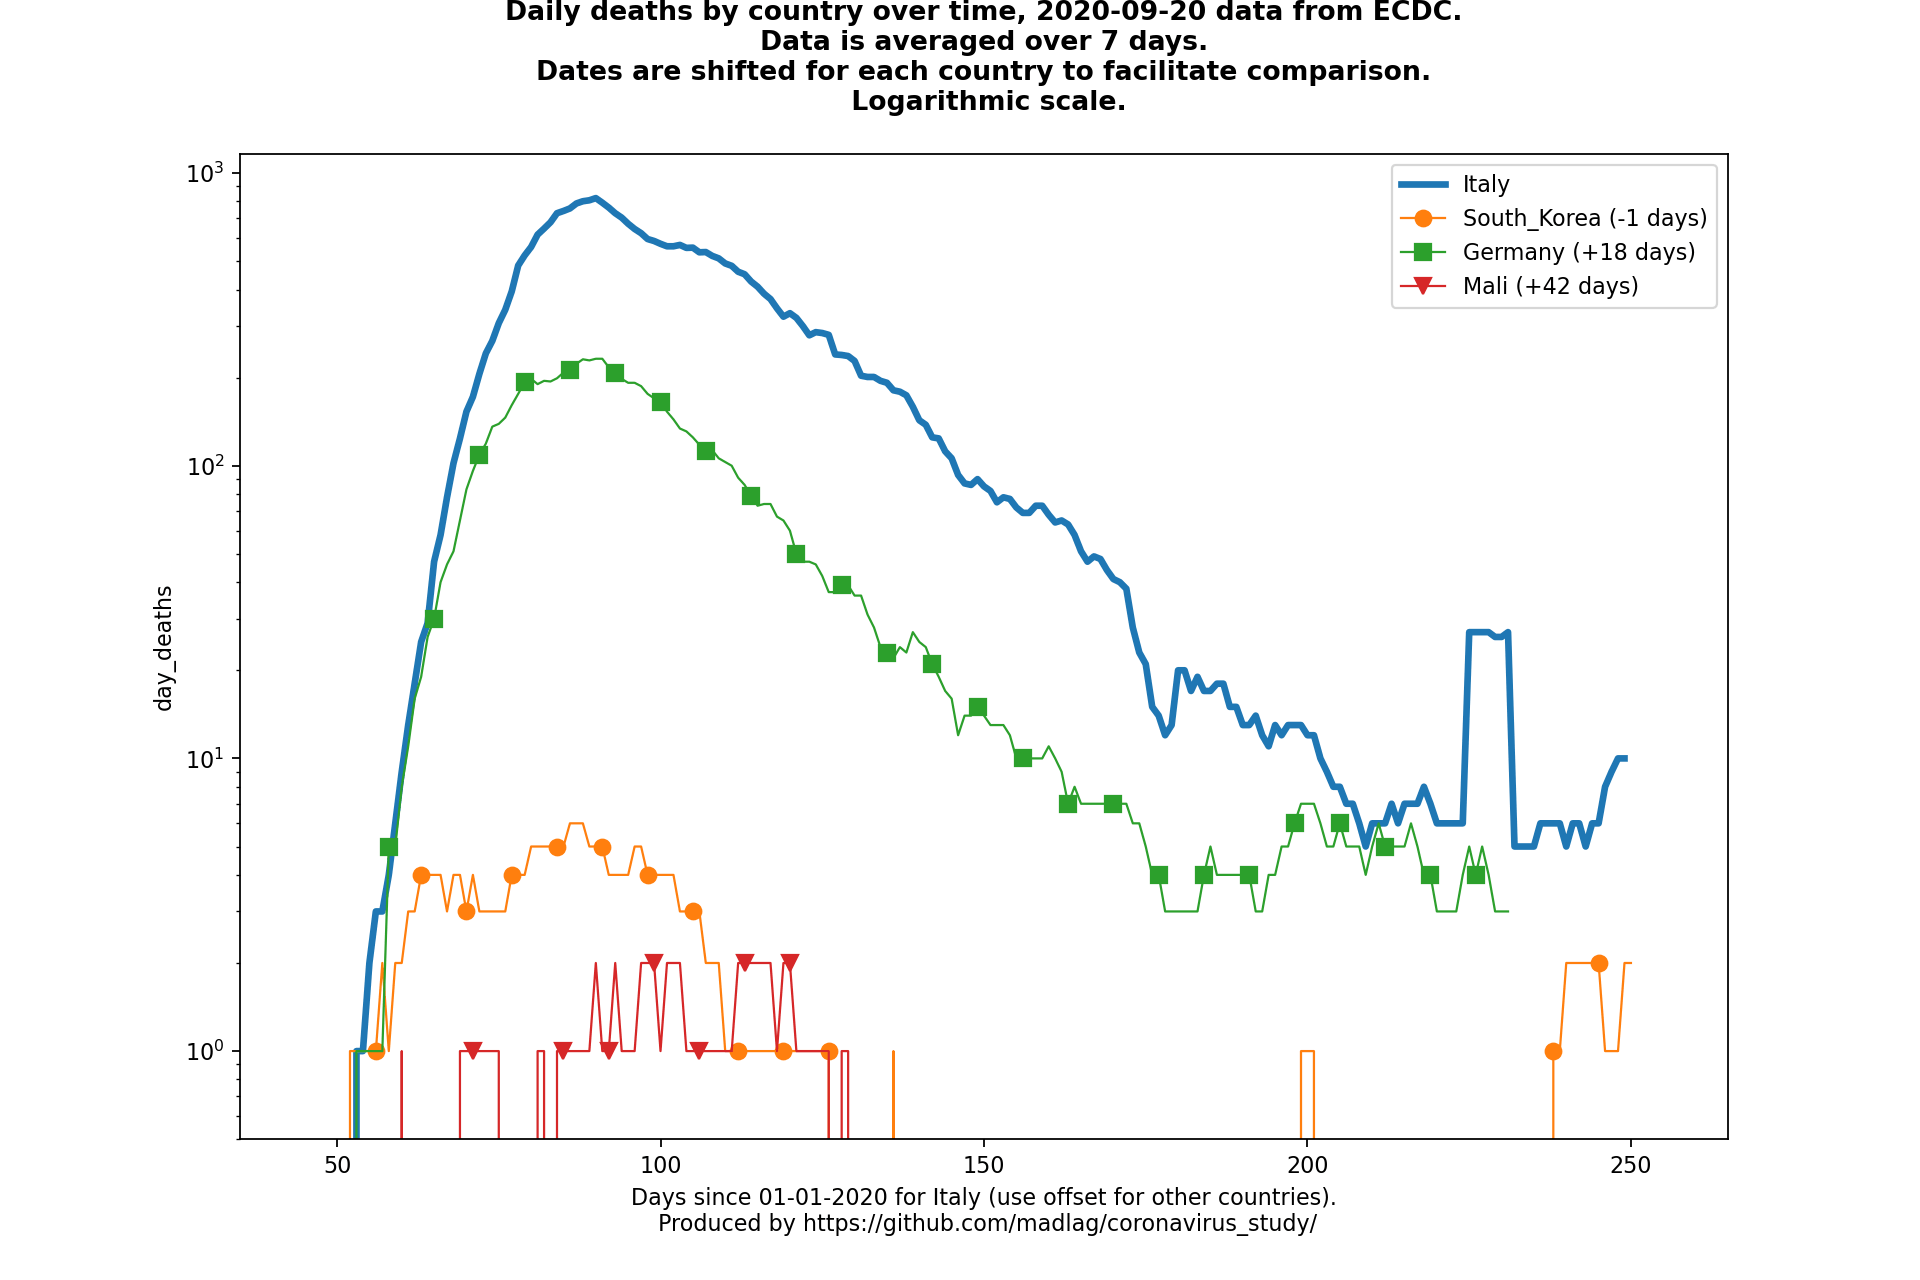 Daily deaths by country over time, 2020-09-20 data from ECDC.
Data is averaged over 7 days.
Dates are shifted for each country to facilitate comparison.
Logarithmic scale.
10³
10²
10¹
10⁰
day_deaths
Italy
South_Korea (-1 days)
Germany (+18 days)
Mali (+42 days)
50 100 150 200 250
Days since 01-01-2020 for Italy (use offset for other countries).
Produced by https://github.com/madlag/coronavirus_study/